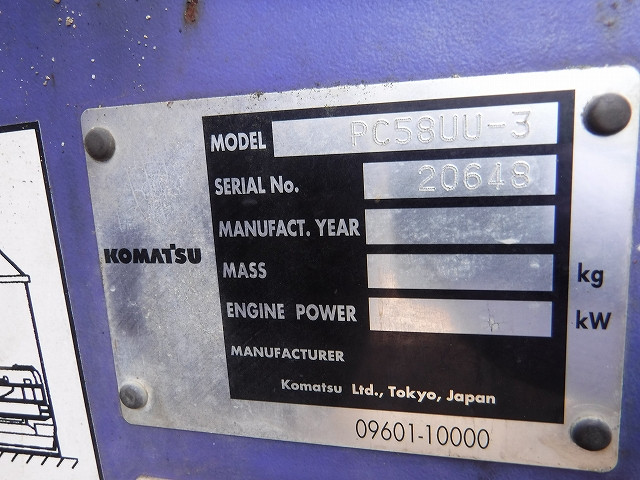 MODEL PC58UU-3
SERIAL No. 20648
MANUFACT. YEAR
KOMATSU
MASS kg
ENGINE POWER kW
MANUFACTURER
Komatsu Ltd., Tokyo, Japan
09601-10000